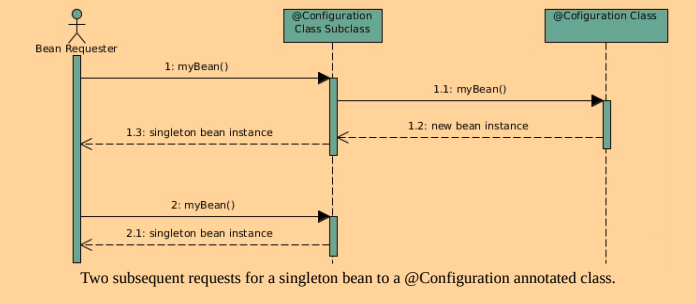 @Configuration
Class Subclass
@Cofiguration Class
Bean Requester
1: myBean()
1.1: myBean()
1.2: new bean instance
1.3: singleton bean instance
2: myBean()
2.1: singleton bean instance
Two subsequent requests for a singleton bean to a @Configuration annotated class.